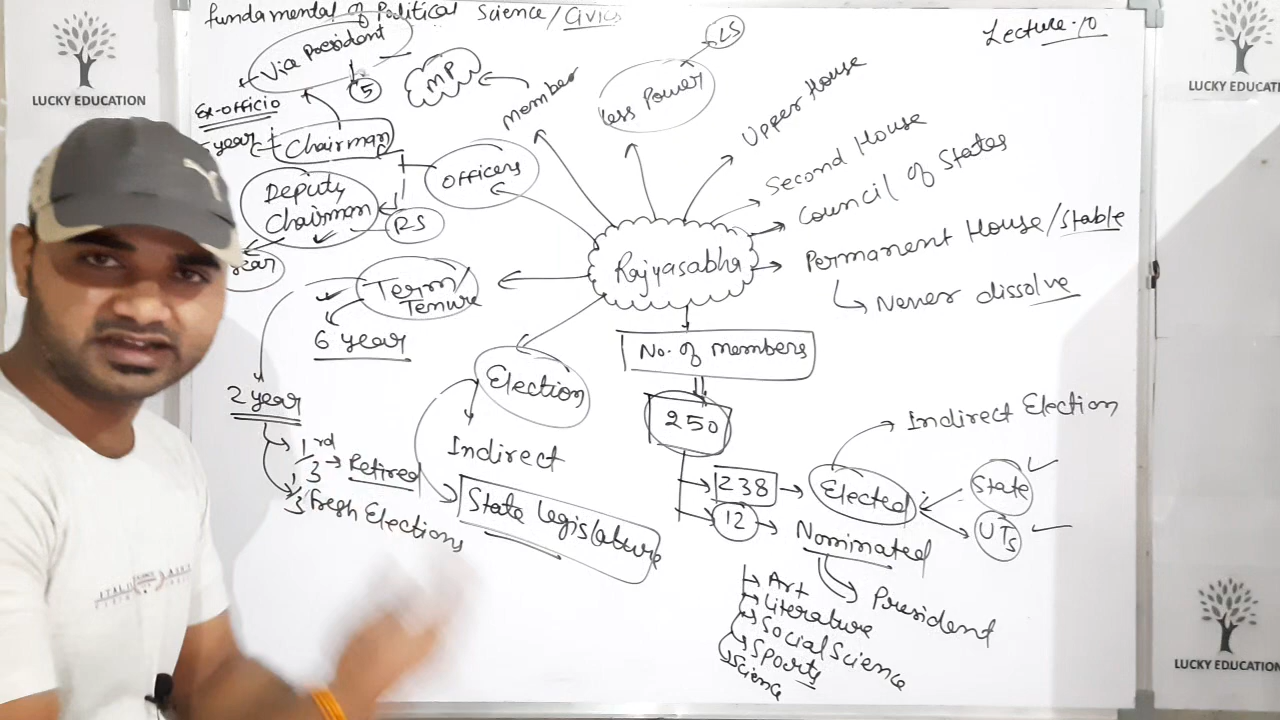 fundamental of Political Science/Civics
Lecture-10
LUCKY EDUCATION
LUCKY EDUCATION
Vice President
5
Ex-officio
year
Chairman
Deputy
Chairman
RS
Officers
MP
member
less Power
LS
Upper House
Second House
Council of States
Permanent House/Stable
Never dissolve
Rajyasabha
Term/
Tenure
6 year
2 year
1/3 rd → Retired
1/3 Fresh Elections
Election
Indirect
State legislature
No. of members
250
238
Elected
Indirect Election
State
UTs
12
Nominated
President
Art
Literature
Social Science
Sports
Science
LUCKY EDUCATION